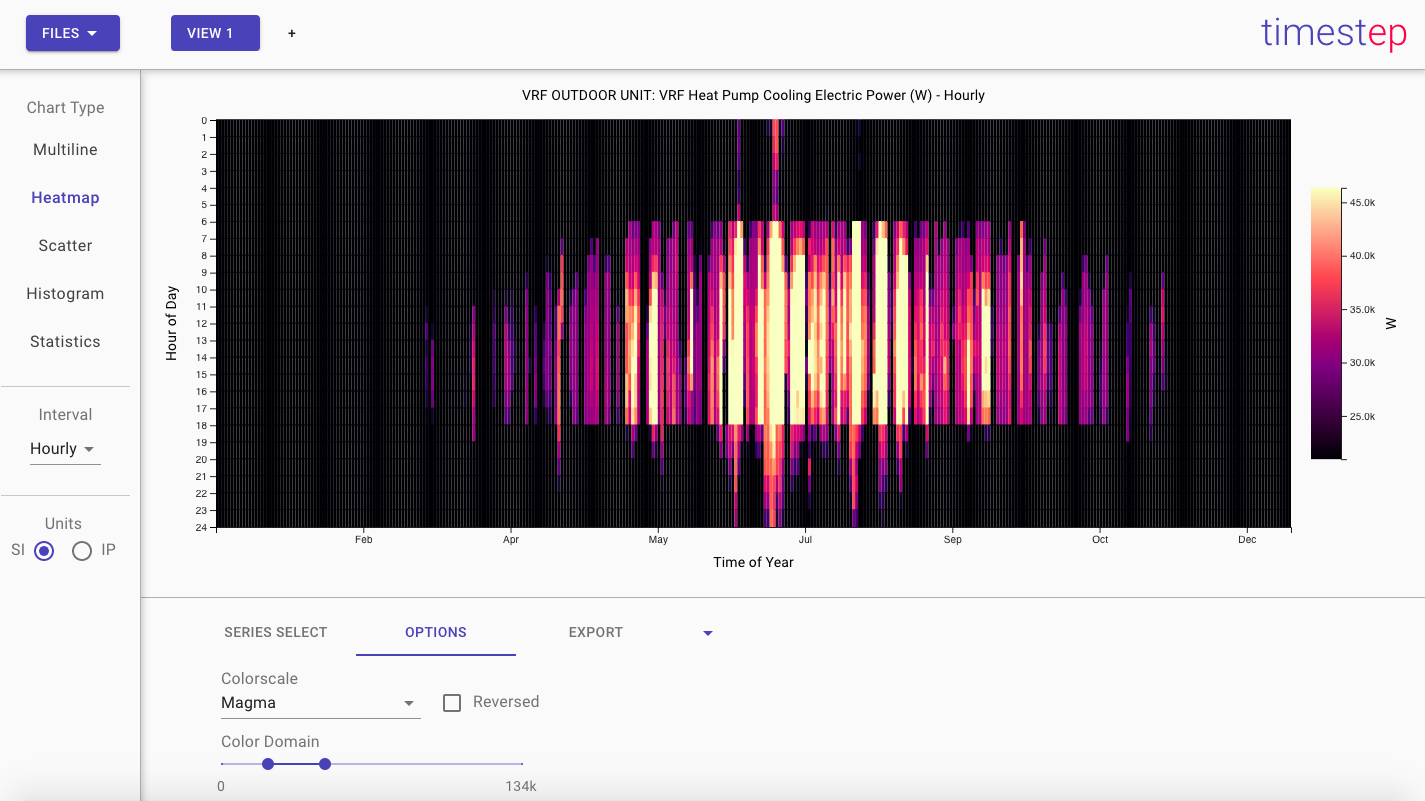 FILES
VIEW 1
+
timestep
Chart Type
Multiline
Heatmap
Scatter
Histogram
Statistics
Interval
Hourly
Units
SI
IP
VRF OUTDOOR UNIT: VRF Heat Pump Cooling Electric Power (W) - Hourly
Hour of Day
0
1
2
3
4
5
6
7
8
9
10
11
12
13
14
15
16
17
18
19
20
21
22
23
24
Feb
Apr
May
Jul
Sep
Oct
Dec
Time of Year
45.0k
40.0k
35.0k
30.0k
25.0k
W
SERIES SELECT
OPTIONS
EXPORT
Colorscale
Magma
Reversed
Color Domain
0
134k